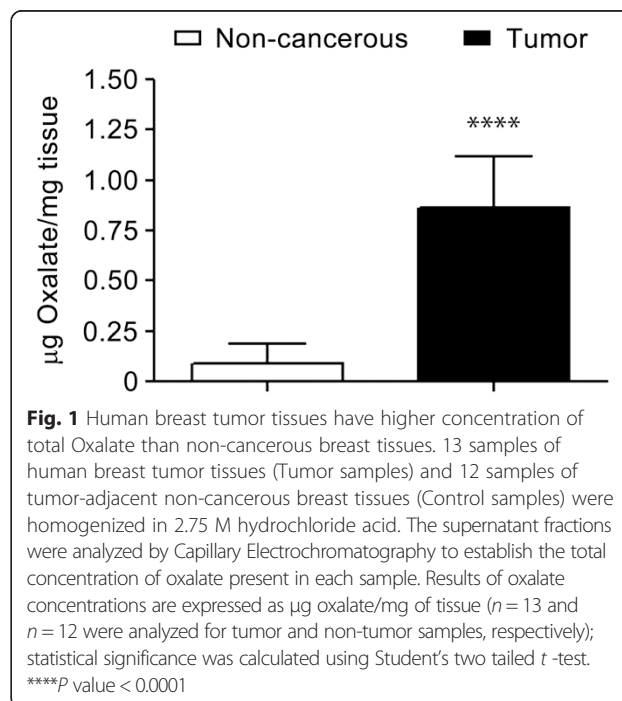 Non-cancerous Tumor
1.50
1.25
1.00
0.75
0.50
0.25
0
µg Oxalate/mg tissue
****
Fig. 1 Human breast tumor tissues have higher concentration of
total Oxalate than non-cancerous breast tissues. 13 samples of
human breast tumor tissues (Tumor samples) and 12 samples of
tumor-adjacent non-cancerous breast tissues (Control samples) were
homogenized in 2.75 M hydrochloride acid. The supernatant fractions
were analyzed by Capillary Electrochromatography to establish the total
concentration of oxalate present in each sample. Results of oxalate
concentrations are expressed as µg oxalate/mg of tissue (n = 13 and
n = 12 were analyzed for tumor and non-tumor samples, respectively);
statistical significance was calculated using Student's two tailed t -test.
****P value < 0.0001